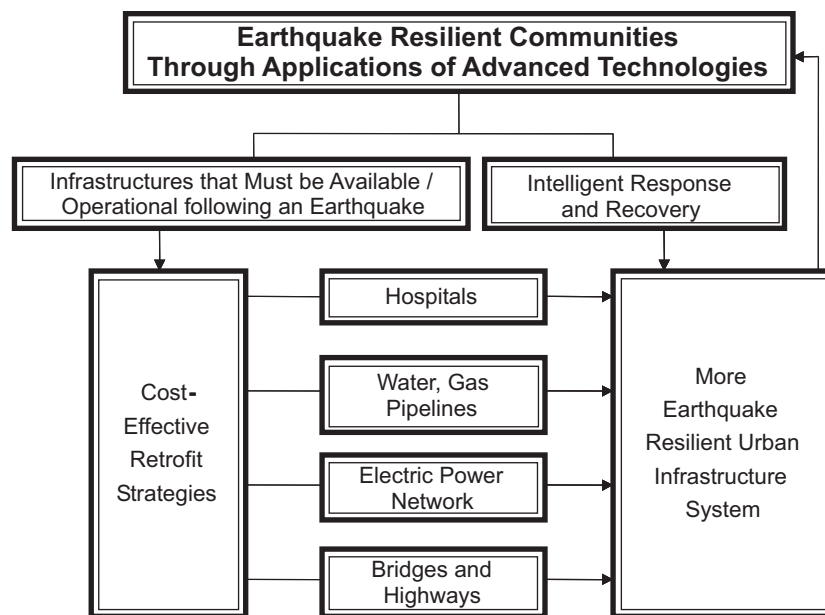 Earthquake Resilient Communities
Through Applications of Advanced Technologies
Infrastructures that Must be Available /
Operational following an Earthquake
Intelligent Response
and Recovery
Cost-
Effective
Retrofit
Strategies
Hospitals
Water, Gas
Pipelines
Electric Power
Network
Bridges and
Highways
More
Earthquake
Resilient Urban
Infrastructure
System